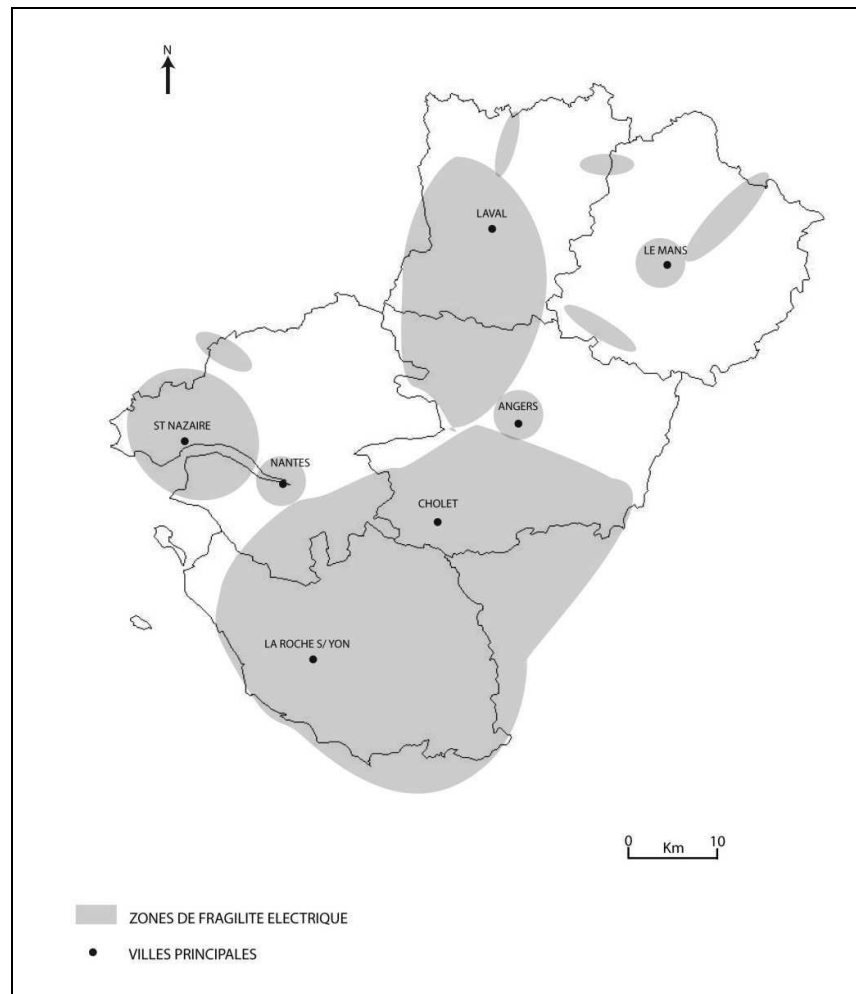 N
LAVAL
LE MANS
ANGERS
ST NAZAIRE
NANTES
CHOLET
LA ROCHE S/ YON
0 10
Km
ZONES DE FRAGILITE ELECTRIQUE
VILLES PRINCIPALES